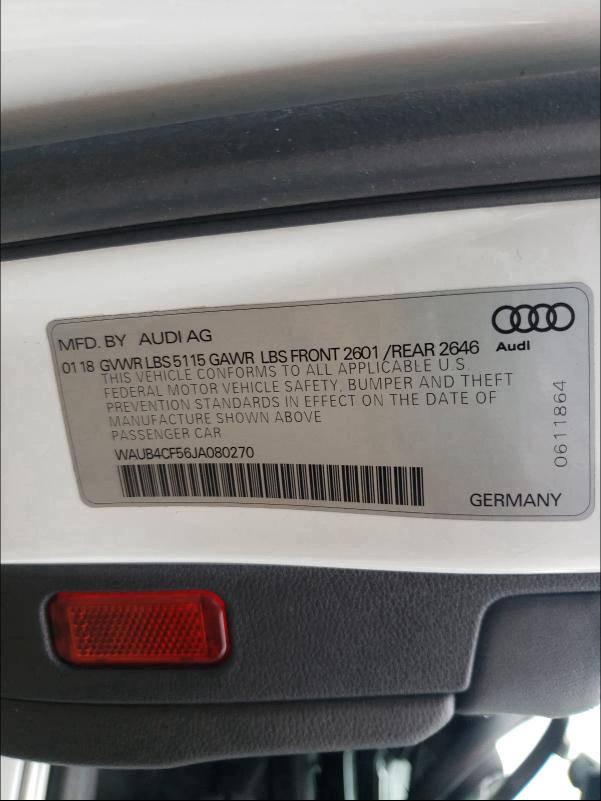 MFD. BY AUDI AG
01 18 GVWR LBS 5115 GAWR LBS FRONT 2601 /REAR 2646
THIS VEHICLE CONFORMS TO ALL APPLICABLE U.S.
FEDERAL MOTOR VEHICLE SAFETY, BUMPER AND THEFT
PREVENTION STANDARDS IN EFFECT ON THE DATE OF
MANUFACTURE SHOWN ABOVE
PASSENGER CAR
WAUB4CF56JA080270
Audi
0611864
GERMANY